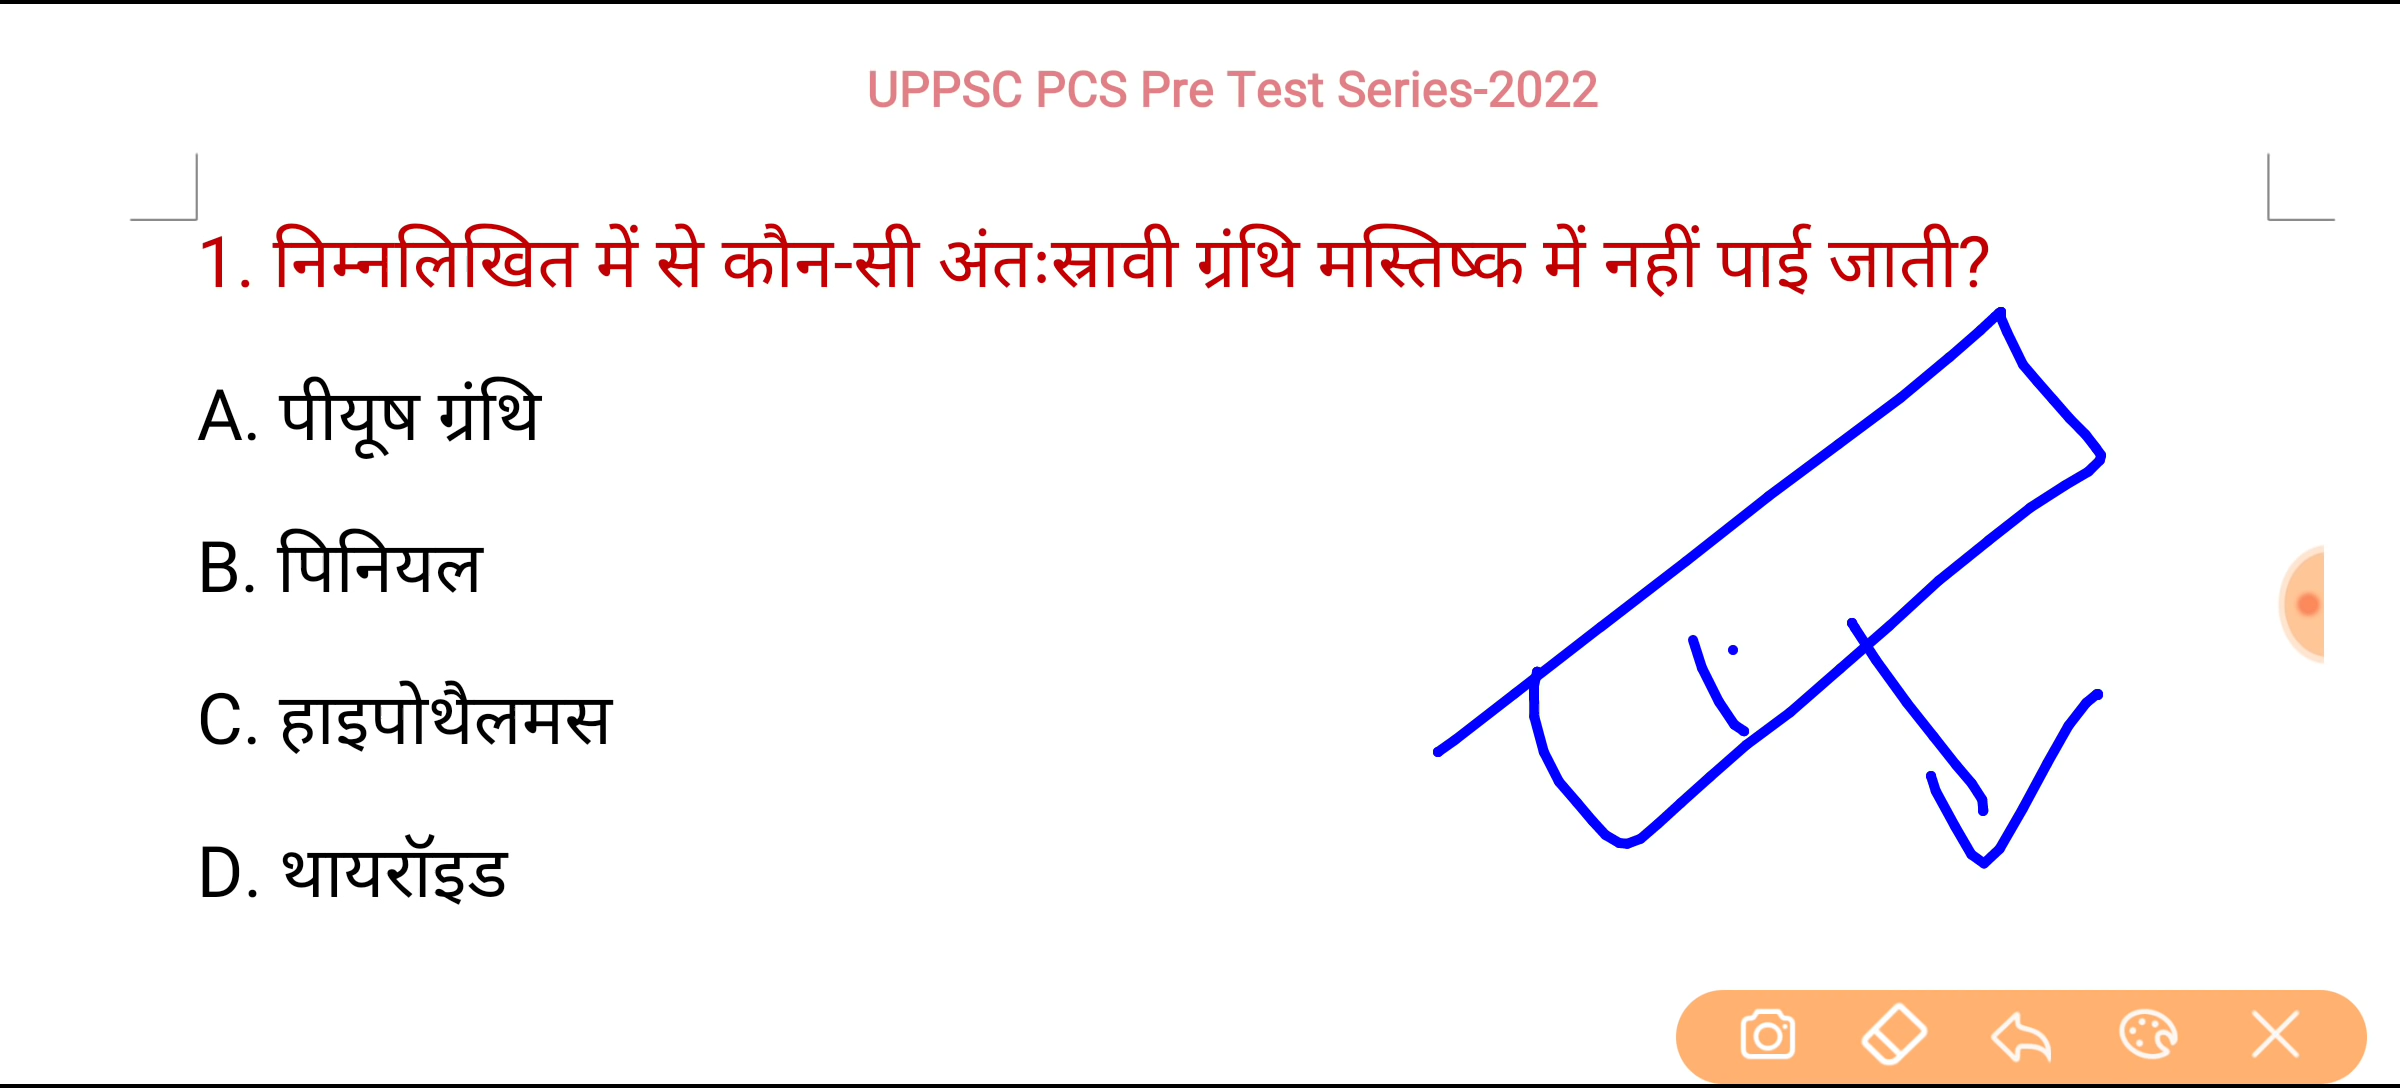 UPPSC PCS Pre Test Series-2022
1. निम्नलिखित में से कौन-सी अंतःस्रावी ग्रंथि मस्तिष्क में नहीं पाई जाती?
A. पीयूष ग्रंथि
B. पिनियल
C. हाइपोथैलमस
D. थायरॉइड